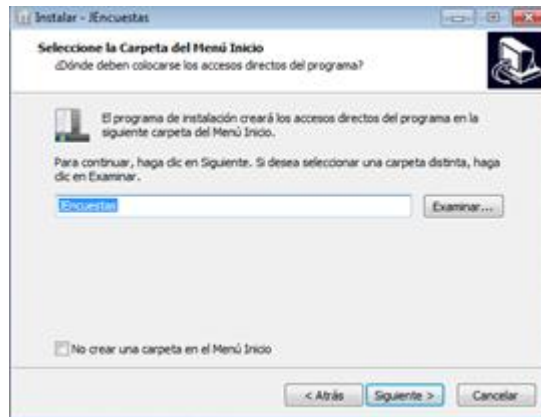 Instalar - JEncuestas
Seleccione la Carpeta del Menú Inicio
¿Dónde deben colocarse los accesos directos del programa?
El programa de instalación creará los accesos directos del programa en la
siguiente carpeta del Menú Inicio.
Para continuar, haga clic en Siguiente. Si desea seleccionar una carpeta distinta, haga
clic en Examinar.
JEncuestas
Examinar...
No crear una carpeta en el Menú Inicio
< Atrás
Siguiente >
Cancelar